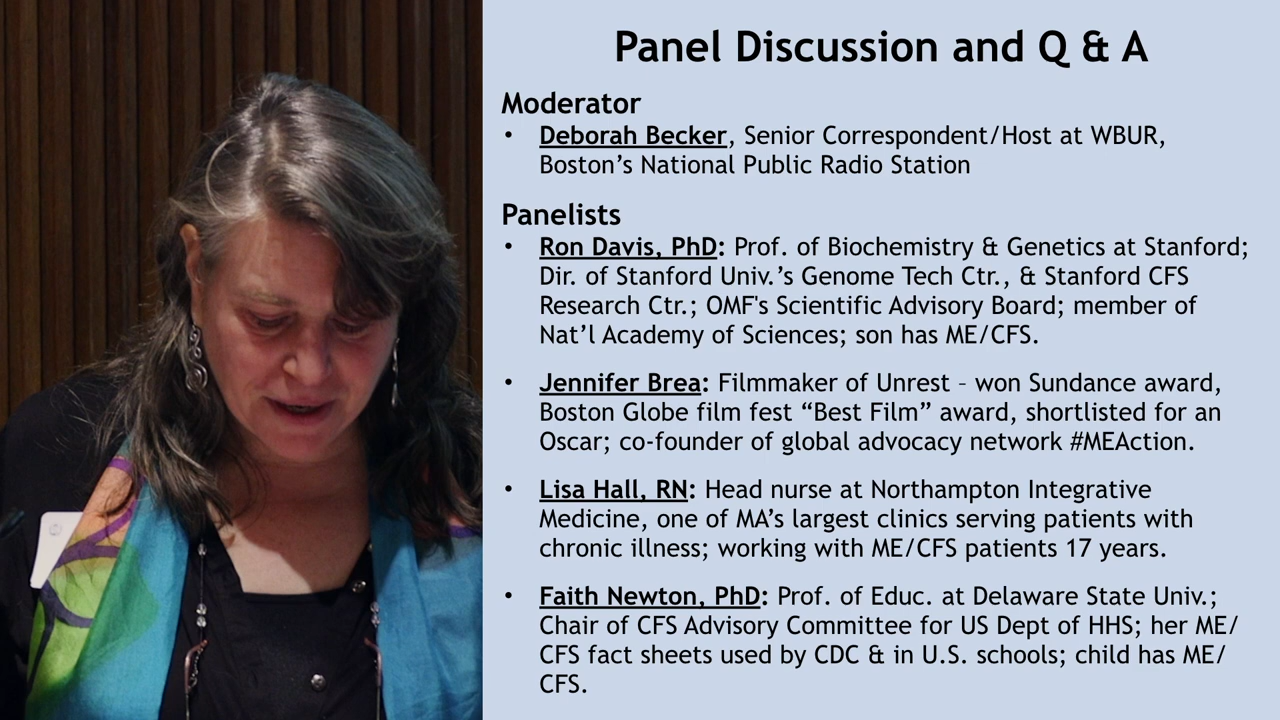 Panel Discussion and Q & A
Moderator
• Deborah Becker, Senior Correspondent/Host at WBUR,
Boston’s National Public Radio Station
Panelists
• Ron Davis, PhD: Prof. of Biochemistry & Genetics at Stanford;
Dir. of Stanford Univ.’s Genome Tech Ctr., & Stanford CFS
Research Ctr.; OMF's Scientific Advisory Board; member of
Nat’l Academy of Sciences; son has ME/CFS.
• Jennifer Brea: Filmmaker of Unrest – won Sundance award,
Boston Globe film fest “Best Film” award, shortlisted for an
Oscar; co-founder of global advocacy network #MEAction.
• Lisa Hall, RN: Head nurse at Northampton Integrative
Medicine, one of MA’s largest clinics serving patients with
chronic illness; working with ME/CFS patients 17 years.
• Faith Newton, PhD: Prof. of Educ. at Delaware State Univ.;
Chair of CFS Advisory Committee for US Dept of HHS; her ME/
CFS fact sheets used by CDC & in U.S. schools; child has ME/
CFS.